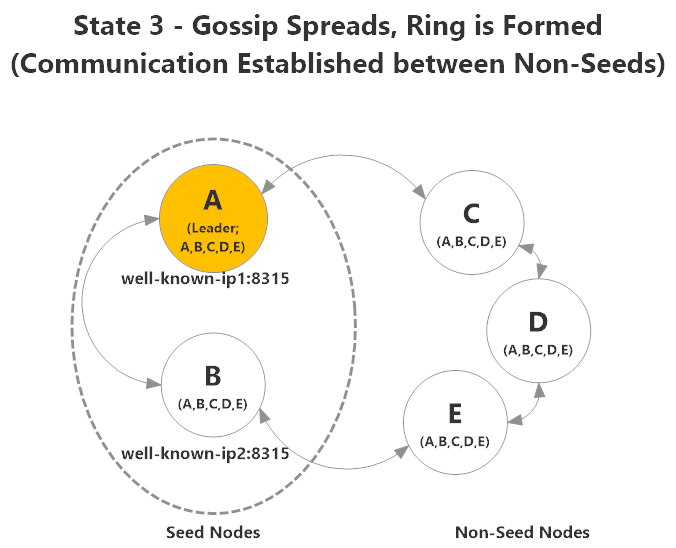 State 3 - Gossip Spreads, Ring is Formed
(Communication Established between Non-Seeds)
A
(Leader;
A,B,C,D,E)
well-known-ip1:8315
C
(A,B,C,D,E)
D
(A,B,C,D,E)
B
(A,B,C,D,E)
well-known-ip2:8315
E
(A,B,C,D,E)
Seed Nodes
Non-Seed Nodes